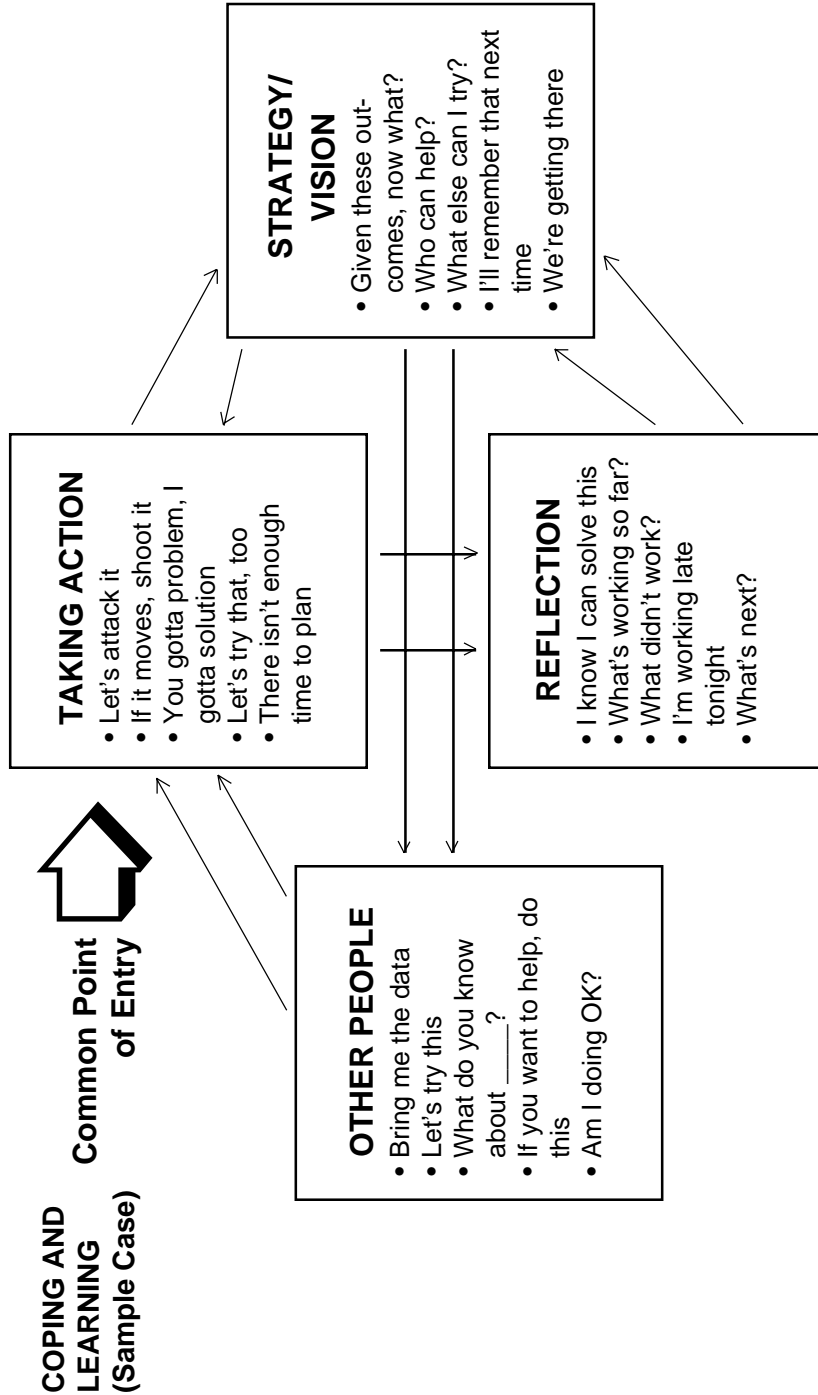 COPING AND
LEARNING
(Sample Case)
Common Point
of Entry
TAKING ACTION
• Let's attack it
• If it moves, shoot it
• You gotta problem, I
gotta solution
• Let's try that, too
• There isn't enough
time to plan
STRATEGY/
VISION
• Given these out-
comes, now what?
• Who can help?
• What else can I try?
• I'll remember that next
time
• We're getting there
OTHER PEOPLE
• Bring me the data
• Let's try this
• What do you know
about _____?
• If you want to help, do
this
• Am I doing OK?
REFLECTION
• I know I can solve this
• What's working so far?
• What didn't work?
• I'm working late
tonight
• What's next?